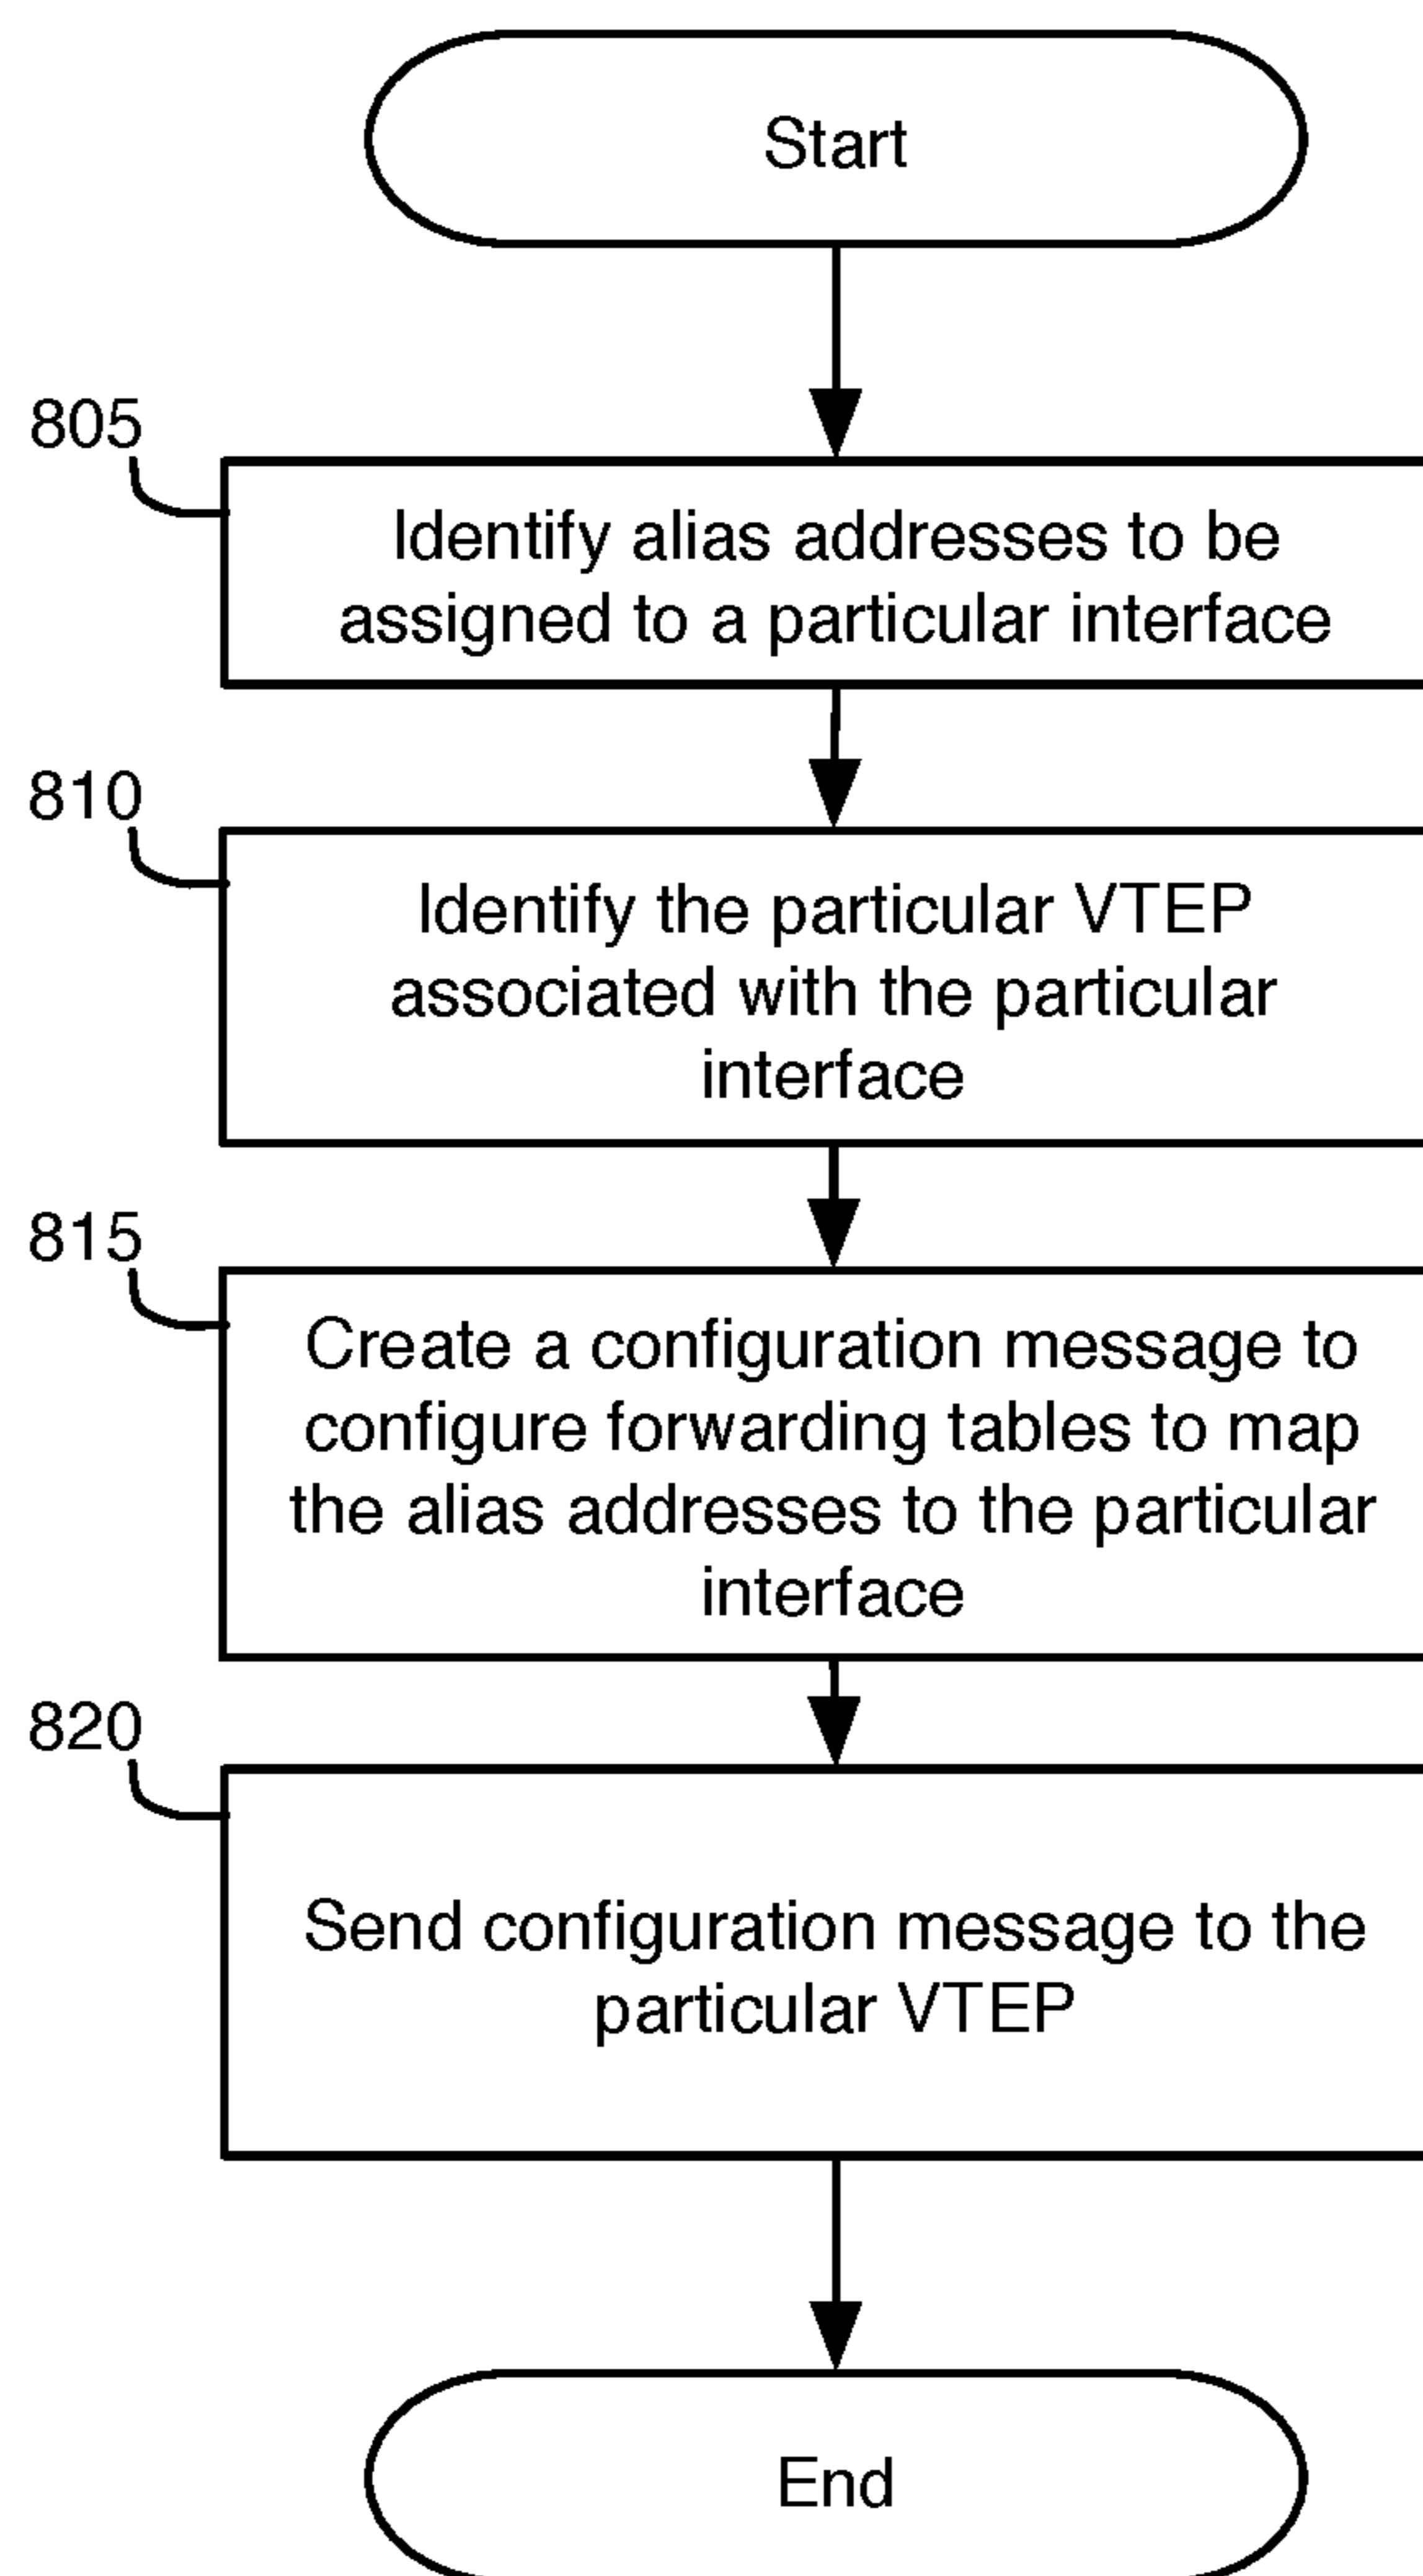 Start
805
Identify alias addresses to be
assigned to a particular interface
810
Identify the particular VTEP
associated with the particular
interface
815
Create a configuration message to
configure forwarding tables to map
the alias addresses to the particular
interface
820
Send configuration message to the
particular VTEP
End